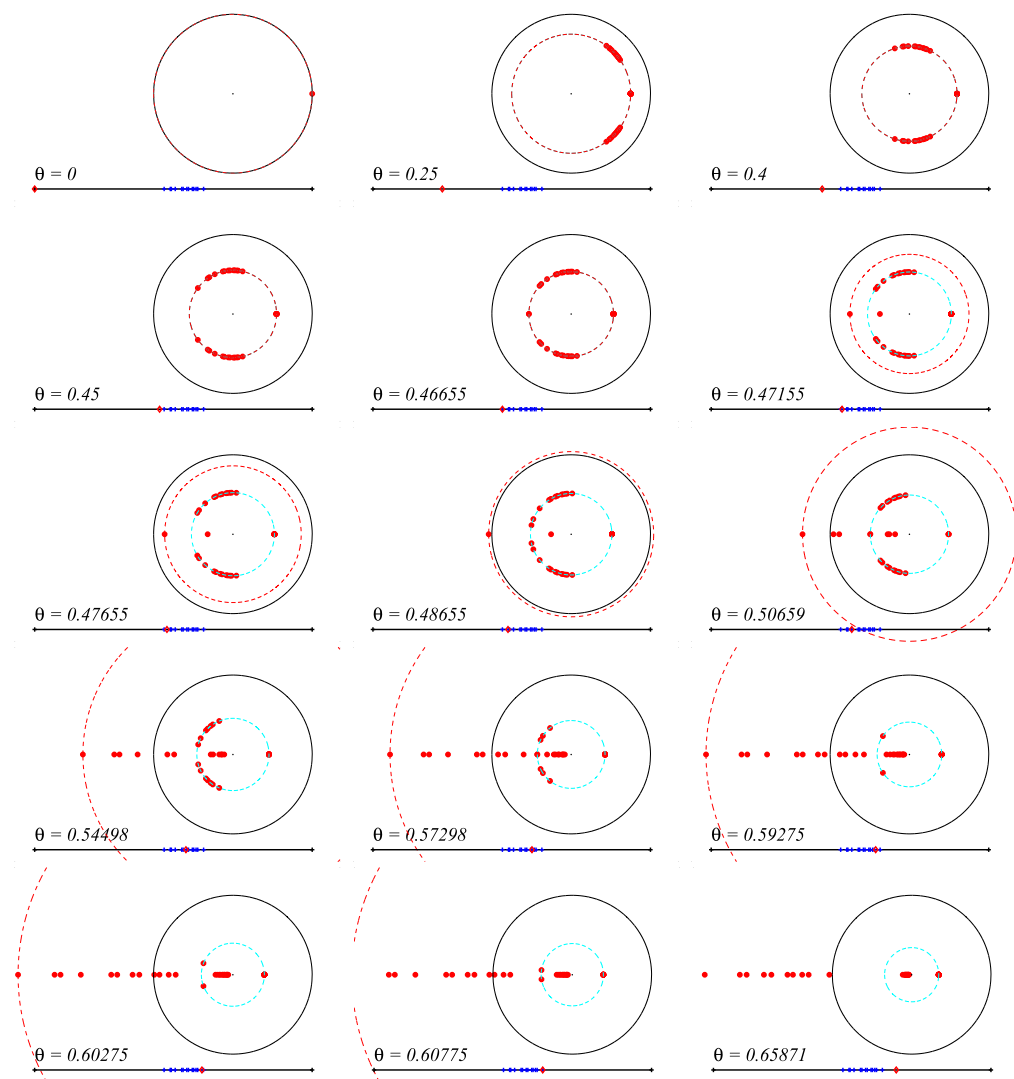 θ = 0
θ = 0.25
θ = 0.4
θ = 0.45
θ = 0.46655
θ = 0.47155
θ = 0.47655
θ = 0.48655
θ = 0.50659
θ = 0.54498
θ = 0.57298
θ = 0.59275
θ = 0.60275
θ = 0.60775
θ = 0.65871